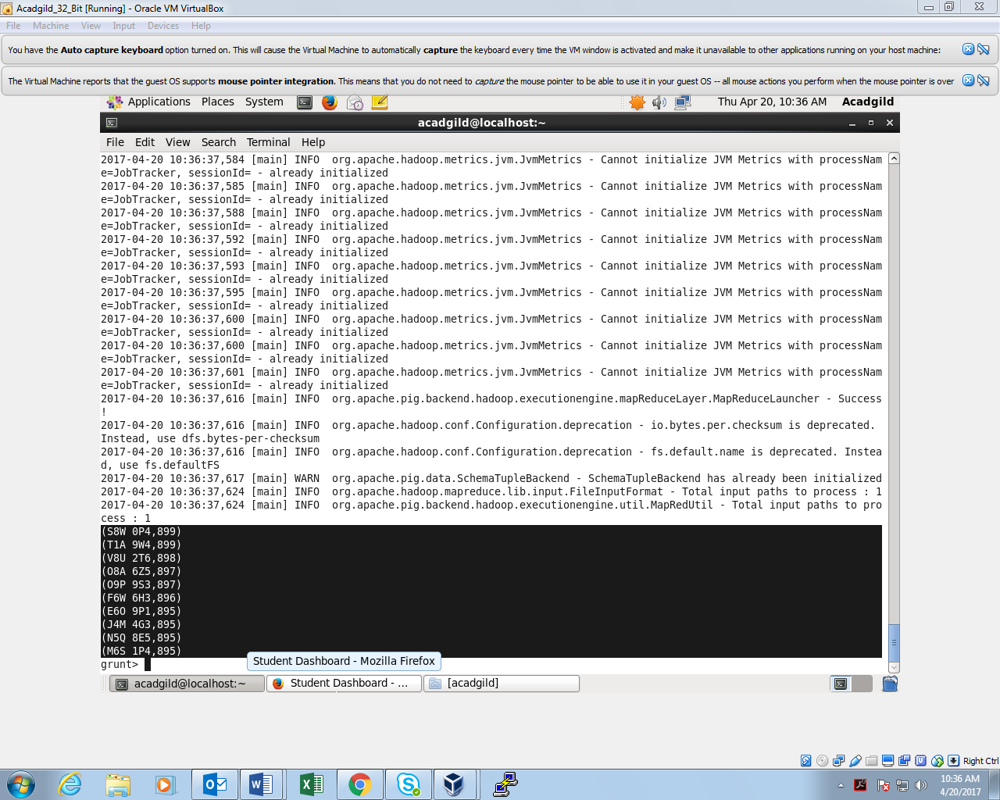 Acadgild_32_Bit [Running] - Oracle VM VirtualBox
File Machine View Input Devices Help
You have the Auto capture keyboard option turned on. This will cause the Virtual Machine to automatically capture the keyboard every time the VM window is activated and make it unavailable to other applications running on your host machine:
The Virtual Machine reports that the guest OS supports mouse pointer integration. This means that you do not need to capture the mouse pointer to be able to use it in your guest OS -- all mouse actions you perform when the mouse pointer is over
Applications Places System Thu Apr 20, 10:36 AM Acadgild
acadgild@localhost:~
File Edit View Search Terminal Help
2017-04-20 10:36:37,584 [main] INFO  org.apache.hadoop.metrics.jvm.JvmMetrics - Cannot initialize JVM Metrics with processNam
e=JobTracker, sessionId= - already initialized
2017-04-20 10:36:37,585 [main] INFO  org.apache.hadoop.metrics.jvm.JvmMetrics - Cannot initialize JVM Metrics with processNam
e=JobTracker, sessionId= - already initialized
2017-04-20 10:36:37,588 [main] INFO  org.apache.hadoop.metrics.jvm.JvmMetrics - Cannot initialize JVM Metrics with processNam
e=JobTracker, sessionId= - already initialized
2017-04-20 10:36:37,592 [main] INFO  org.apache.hadoop.metrics.jvm.JvmMetrics - Cannot initialize JVM Metrics with processNam
e=JobTracker, sessionId= - already initialized
2017-04-20 10:36:37,593 [main] INFO  org.apache.hadoop.metrics.jvm.JvmMetrics - Cannot initialize JVM Metrics with processNam
e=JobTracker, sessionId= - already initialized
2017-04-20 10:36:37,595 [main] INFO  org.apache.hadoop.metrics.jvm.JvmMetrics - Cannot initialize JVM Metrics with processNam
e=JobTracker, sessionId= - already initialized
2017-04-20 10:36:37,600 [main] INFO  org.apache.hadoop.metrics.jvm.JvmMetrics - Cannot initialize JVM Metrics with processNam
e=JobTracker, sessionId= - already initialized
2017-04-20 10:36:37,600 [main] INFO  org.apache.hadoop.metrics.jvm.JvmMetrics - Cannot initialize JVM Metrics with processNam
e=JobTracker, sessionId= - already initialized
2017-04-20 10:36:37,601 [main] INFO  org.apache.hadoop.metrics.jvm.JvmMetrics - Cannot initialize JVM Metrics with processNam
e=JobTracker, sessionId= - already initialized
2017-04-20 10:36:37,616 [main] INFO  org.apache.pig.backend.hadoop.executionengine.mapReduceLayer.MapReduceLauncher - Success
!
2017-04-20 10:36:37,616 [main] INFO  org.apache.hadoop.conf.Configuration.deprecation - io.bytes.per.checksum is deprecated.
Instead, use dfs.bytes-per-checksum
2017-04-20 10:36:37,616 [main] INFO  org.apache.hadoop.conf.Configuration.deprecation - fs.default.name is deprecated. Instea
d, use fs.defaultFS
2017-04-20 10:36:37,617 [main] WARN  org.apache.pig.data.SchemaTupleBackend - SchemaTupleBackend has already been initialized
2017-04-20 10:36:37,624 [main] INFO  org.apache.hadoop.mapreduce.lib.input.FileInputFormat - Total input paths to process : 1
2017-04-20 10:36:37,624 [main] INFO  org.apache.pig.backend.hadoop.executionengine.util.MapRedUtil - Total input paths to pro
cess : 1
(S8W 0P4,899)
(T1A 9W4,899)
(V8U 2T6,898)
(O8A 6Z5,897)
(O9P 9S3,897)
(F6W 6H3,896)
(E6O 9P1,895)
(J4M 4G3,895)
(N5Q 8E5,895)
(M6S 1P4,895)
grunt>
Student Dashboard - Mozilla Firefox
acadgild@localhost:~ Student Dashboard - ... [acadgild]
Right Ctrl
10:36 AM
4/20/2017